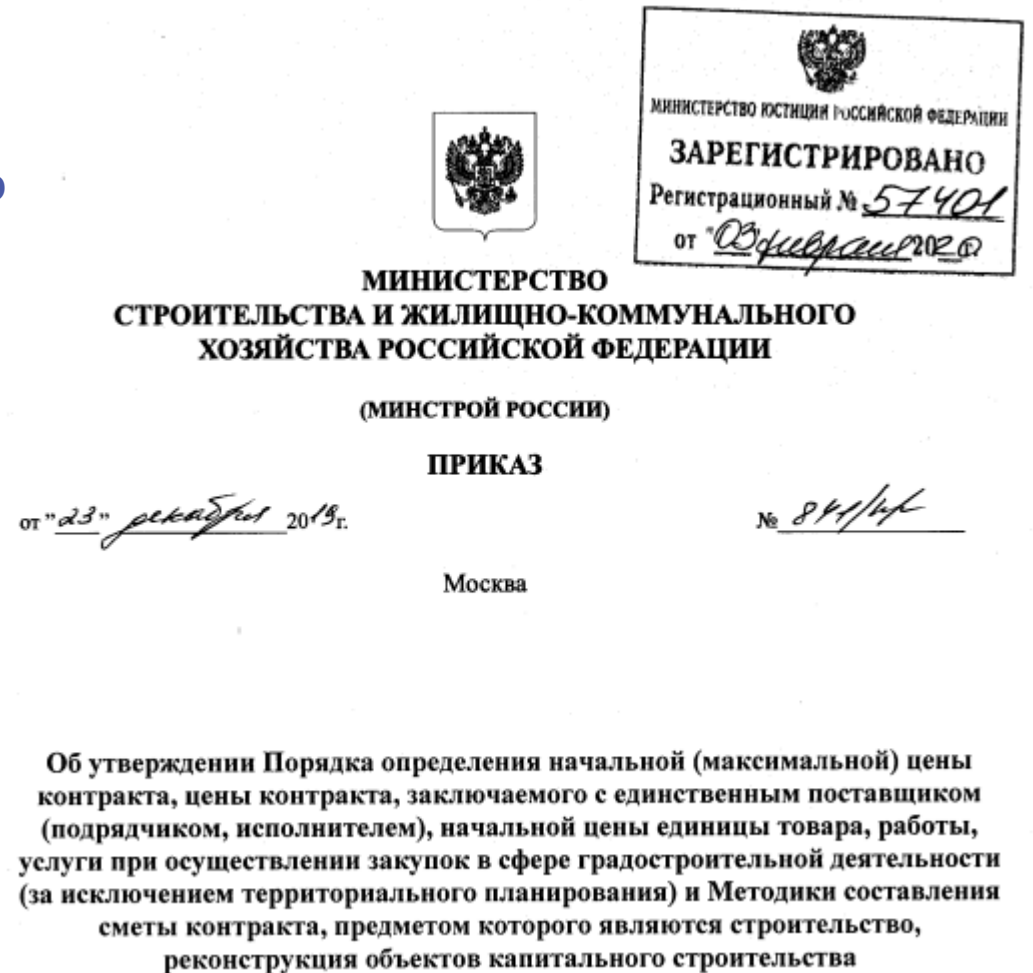 МИНИСТЕРСТВО ЮСТИЦИИ РОССИЙСКОЙ ФЕДЕРАЦИИ
ЗАРЕГИСТРИРОВАНО
Регистрационный № 57401
от "03" февраля 2020
МИНИСТЕРСТВО
СТРОИТЕЛЬСТВА И ЖИЛИЩНО-КОММУНАЛЬНОГО
ХОЗЯЙСТВА РОССИЙСКОЙ ФЕДЕРАЦИИ
(МИНСТРОЙ РОССИИ)
ПРИКАЗ
от "23" декабря 2019г.
№ 841/пр
Москва
Об утверждении Порядка определения начальной (максимальной) цены
контракта, цены контракта, заключаемого с единственным поставщиком
(подрядчиком, исполнителем), начальной цены единицы товара, работы,
услуги при осуществлении закупок в сфере градостроительной деятельности
(за исключением территориального планирования) и Методики составления
сметы контракта, предметом которого являются строительство,
реконструкция объектов капитального строительства